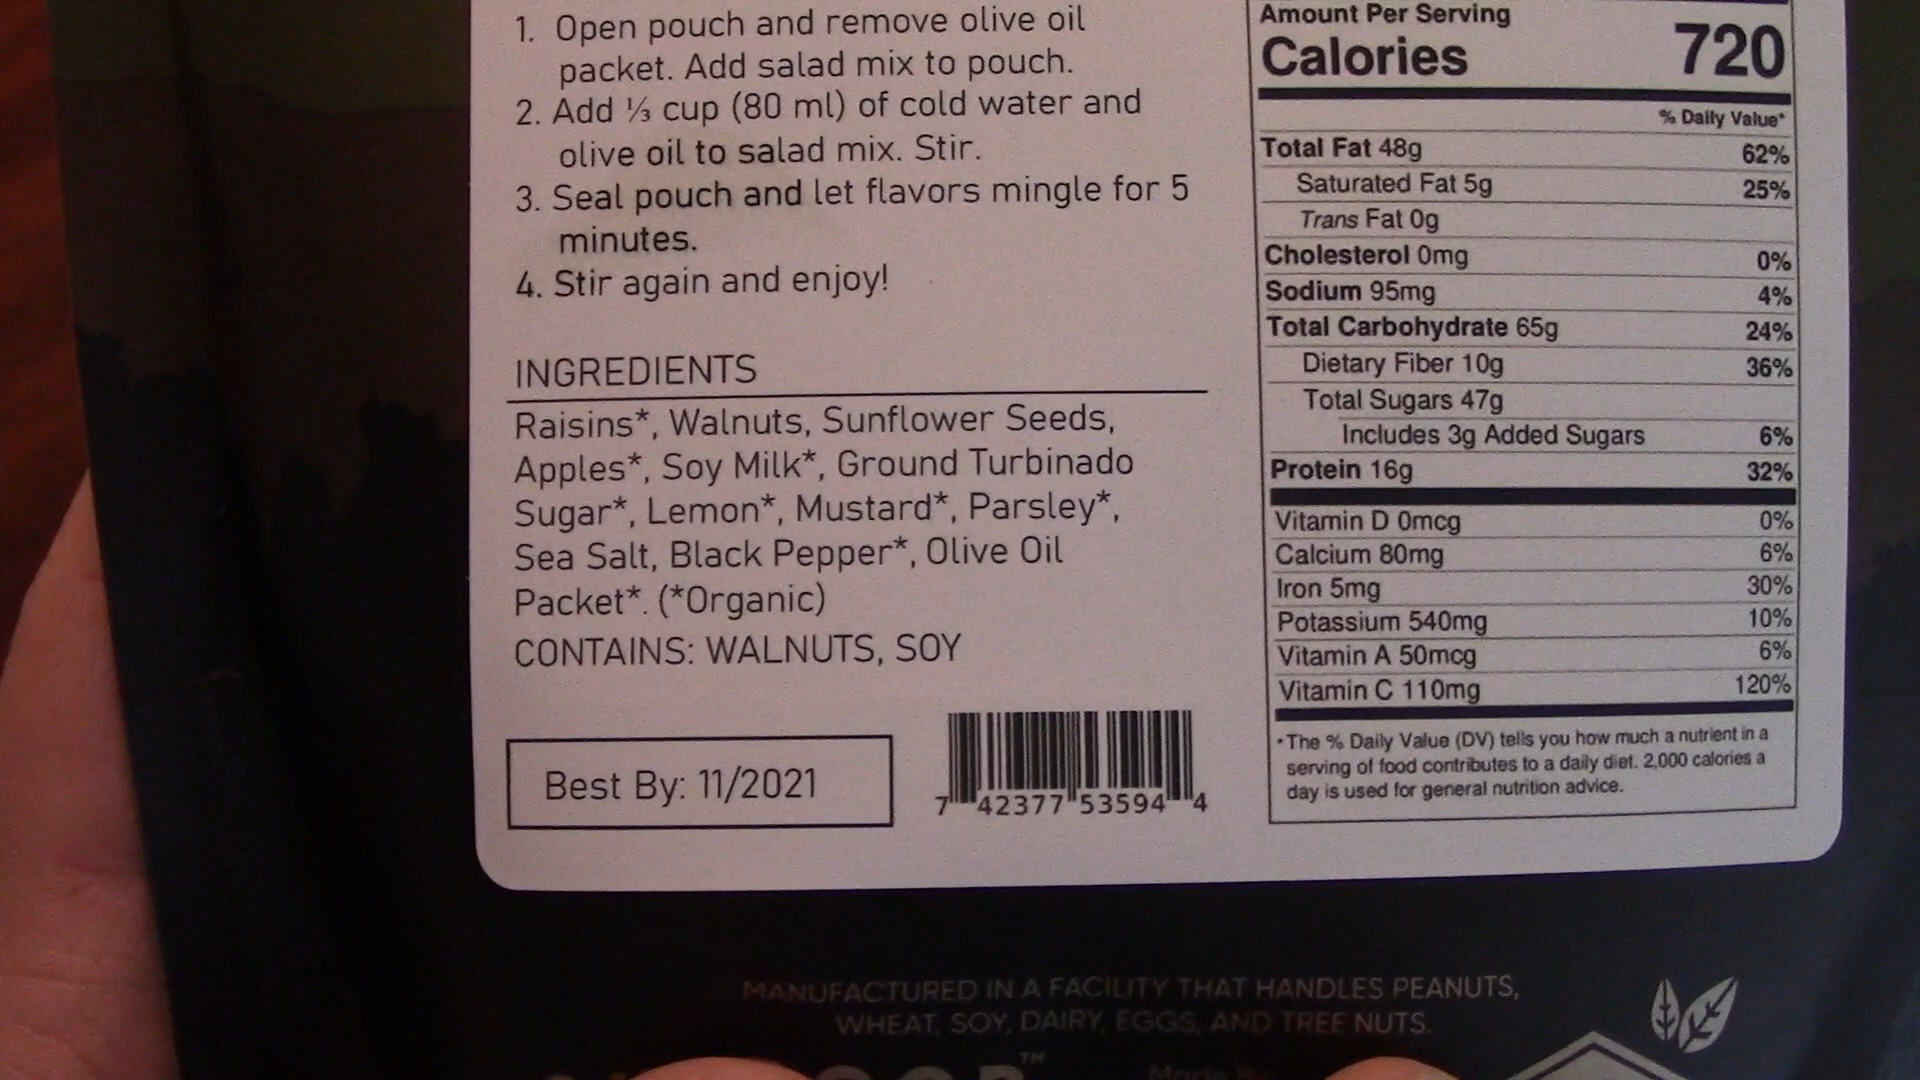 1. Open pouch and remove olive oil
packet. Add salad mix to pouch.
2. Add ⅓ cup (80 ml) of cold water and
olive oil to salad mix. Stir.
3. Seal pouch and let flavors mingle for 5
minutes.
4. Stir again and enjoy!
INGREDIENTS
Raisins*, Walnuts, Sunflower Seeds,
Apples*, Soy Milk*, Ground Turbinado
Sugar*, Lemon*, Mustard*, Parsley*,
Sea Salt, Black Pepper*, Olive Oil
Packet*. (*Organic)
CONTAINS: WALNUTS, SOY
Best By: 11/2021
7 42377 53594 4
Amount Per Serving
Calories 720
% Daily Value*
Total Fat 48g 62%
Saturated Fat 5g 25%
Trans Fat 0g
Cholesterol 0mg 0%
Sodium 95mg 4%
Total Carbohydrate 65g 24%
Dietary Fiber 10g 36%
Total Sugars 47g
Includes 3g Added Sugars 6%
Protein 16g 32%
Vitamin D 0mcg 0%
Calcium 80mg 6%
Iron 5mg 30%
Potassium 540mg 10%
Vitamin A 50mcg 6%
Vitamin C 110mg 120%
*The % Daily Value (DV) tells you how much a nutrient in a
serving of food contributes to a daily diet. 2,000 calories a
day is used for general nutrition advice.
MANUFACTURED IN A FACILITY THAT HANDLES PEANUTS,
WHEAT, SOY, DAIRY, EGGS, AND TREE NUTS.
TM
Made